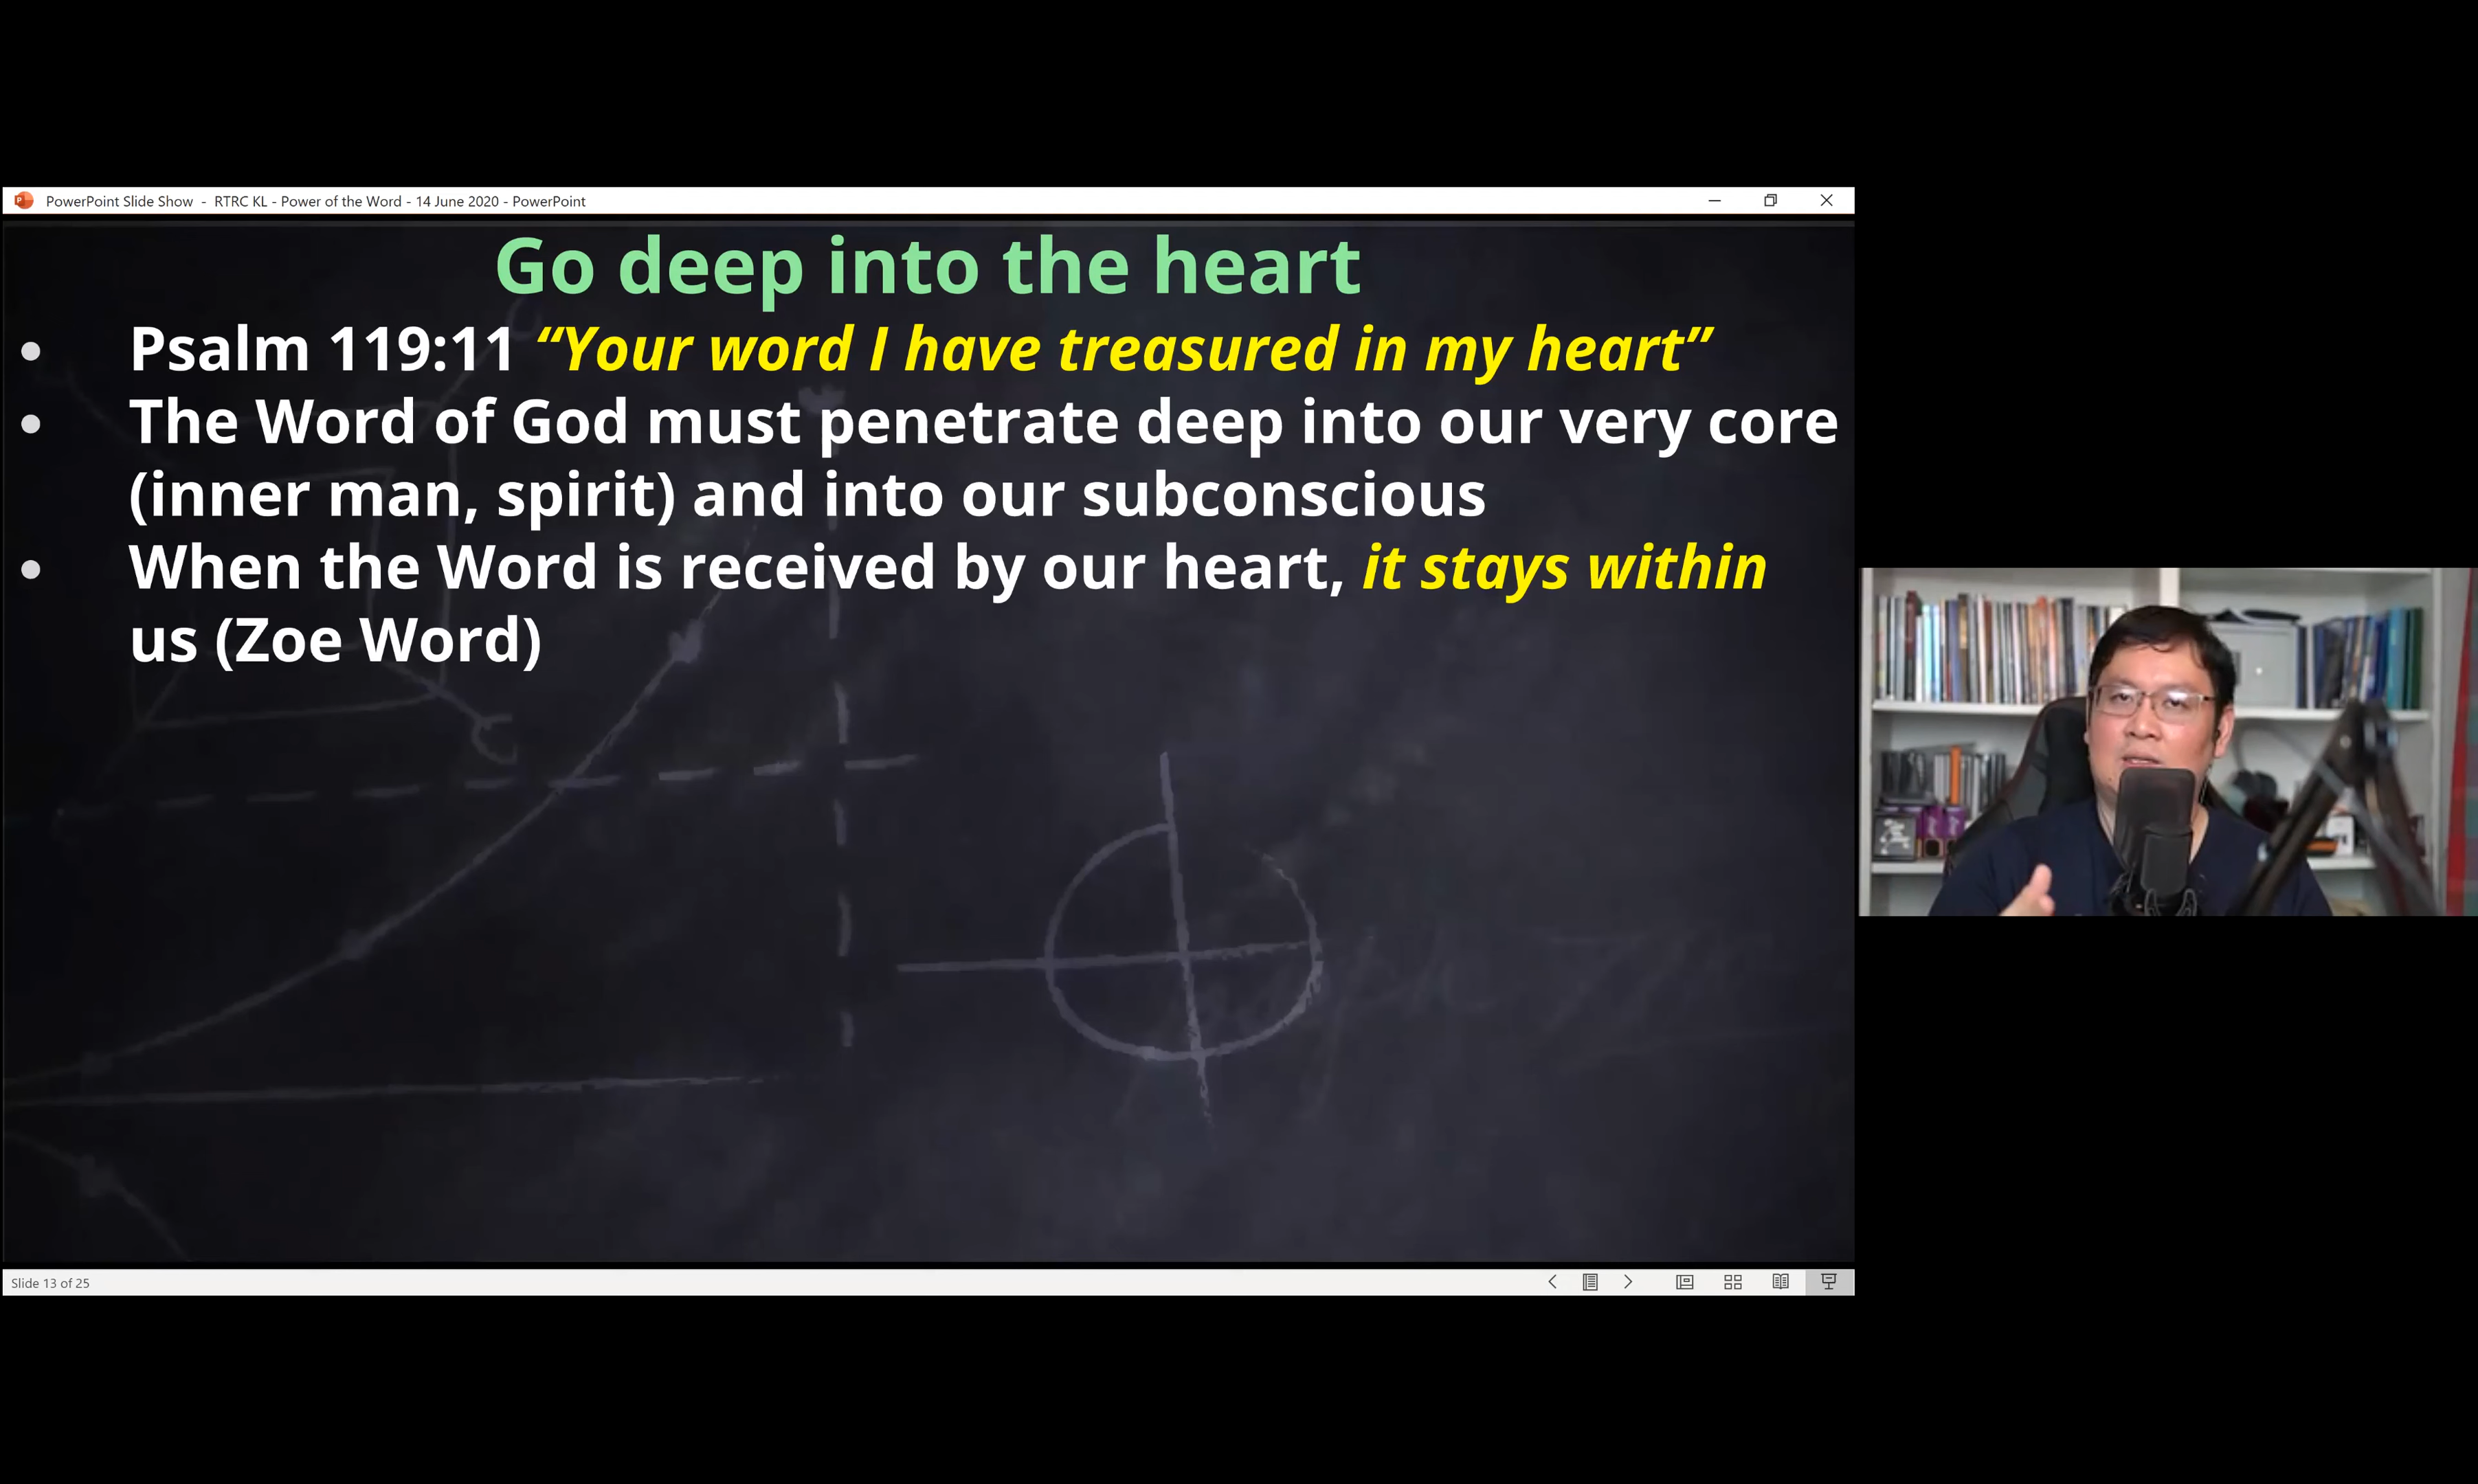 PowerPoint Slide Show - RTRC KL - Power of the Word - 14 June 2020 - PowerPoint
Go deep into the heart
• Psalm 119:11 “Your word I have treasured in my heart”
• The Word of God must penetrate deep into our very core
(inner man, spirit) and into our subconscious
• When the Word is received by our heart, it stays within
us (Zoe Word)
Slide 13 of 25